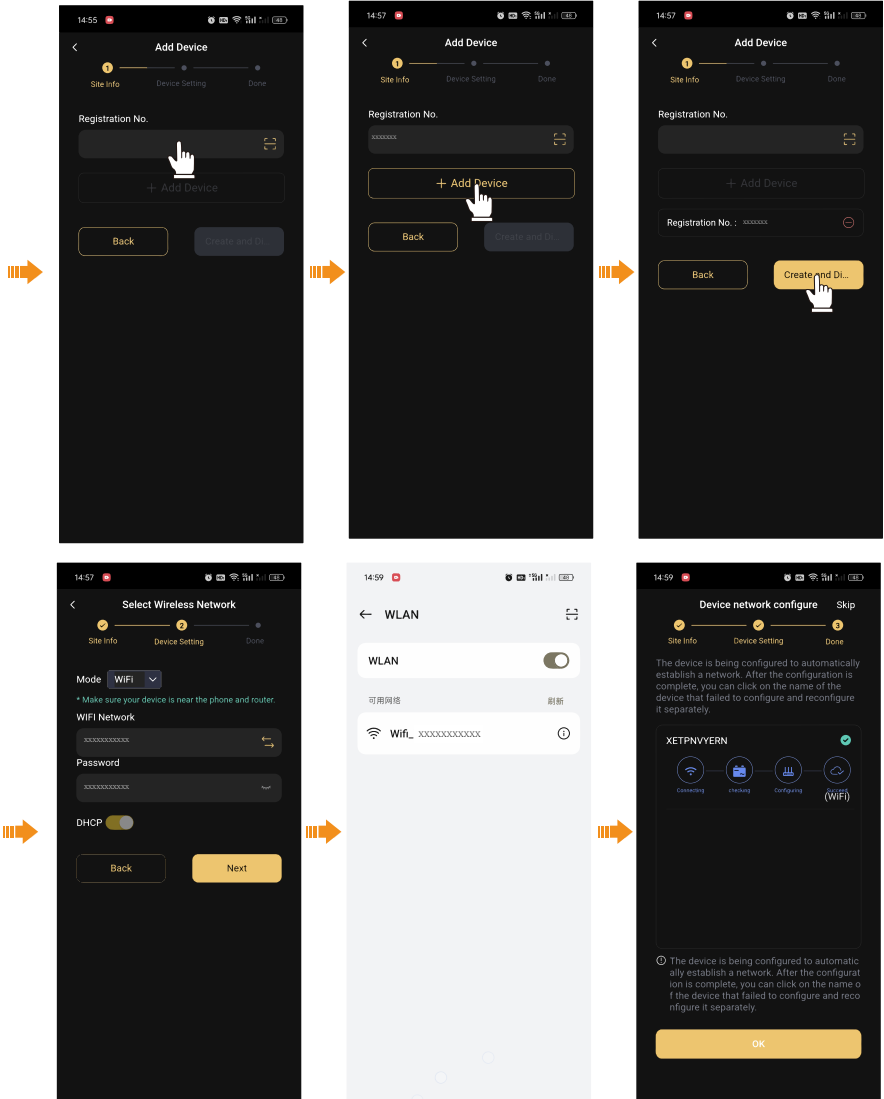 14:55
48
Add Device
1
Site Info
Device Setting
Done
Registration No.
+ Add Device
Back
Create and Di...
14:57
48
Add Device
1
Site Info
Device Setting
Done
Registration No.
xxxxxxx
+ Add Device
Back
Create and Di...
14:57
48
Add Device
1
Site Info
Device Setting
Done
Registration No.
+ Add Device
Registration No. : xxxxxxx
Back
Create and Di...
14:57
48
Select Wireless Network
2
Site Info
Device Setting
Done
Mode WiFi
* Make sure your device is near the phone and router.
WIFI Network
xxxxxxxxxxx
Password
xxxxxxxxxxx
DHCP
Back
Next
14:59
WLAN
WLAN
可用网络
刷新
Wifi_ xxxxxxxxxxx
14:59
48
Device network configure
Skip
3
Site Info
Device Setting
Done
The device is being configured to automatically
establish a network. After the configuration is
complete, you can click on the name of the
device that failed to configure and reconfigure
it separately.
XETPNVYERN
Connecting
checking
Configuring
Succeed
(WiFi)
The device is being configured to automatic
ally establish a network. After the configurat
ion is complete, you can click on the name o
f the device that failed to configure and reco
nfigure it separately.
OK